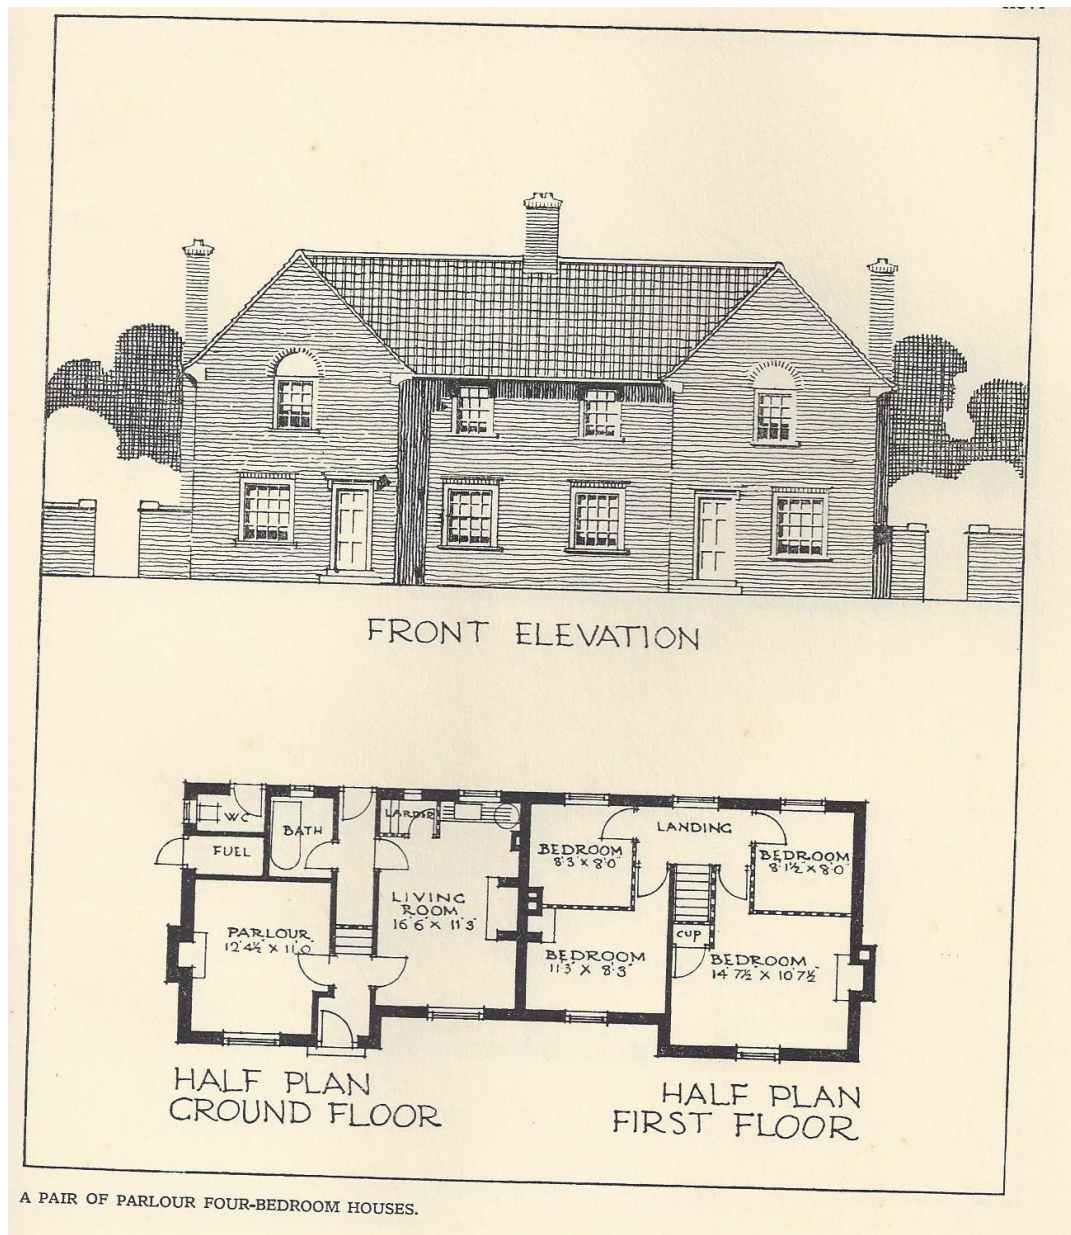 FRONT ELEVATION
WC
BATH
LARDER
FUEL
LIVING
ROOM
16'6" X 11'3"
PARLOUR
12'4½" X 11'0"
LANDING
BEDROOM
8'3" X 8'0"
BEDROOM
8'1½" X 8'0"
CUP
BEDROOM
11'3" X 8'3"
BEDROOM
14'7½" X 10'7½"
HALF PLAN
GROUND FLOOR
HALF PLAN
FIRST FLOOR
A PAIR OF PARLOUR FOUR-BEDROOM HOUSES.